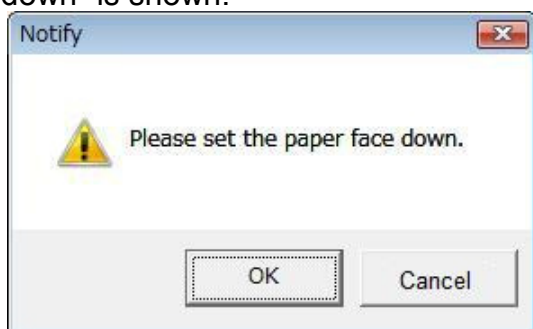 down" is shown.
Notify
Please set the paper face down.
OK
Cancel